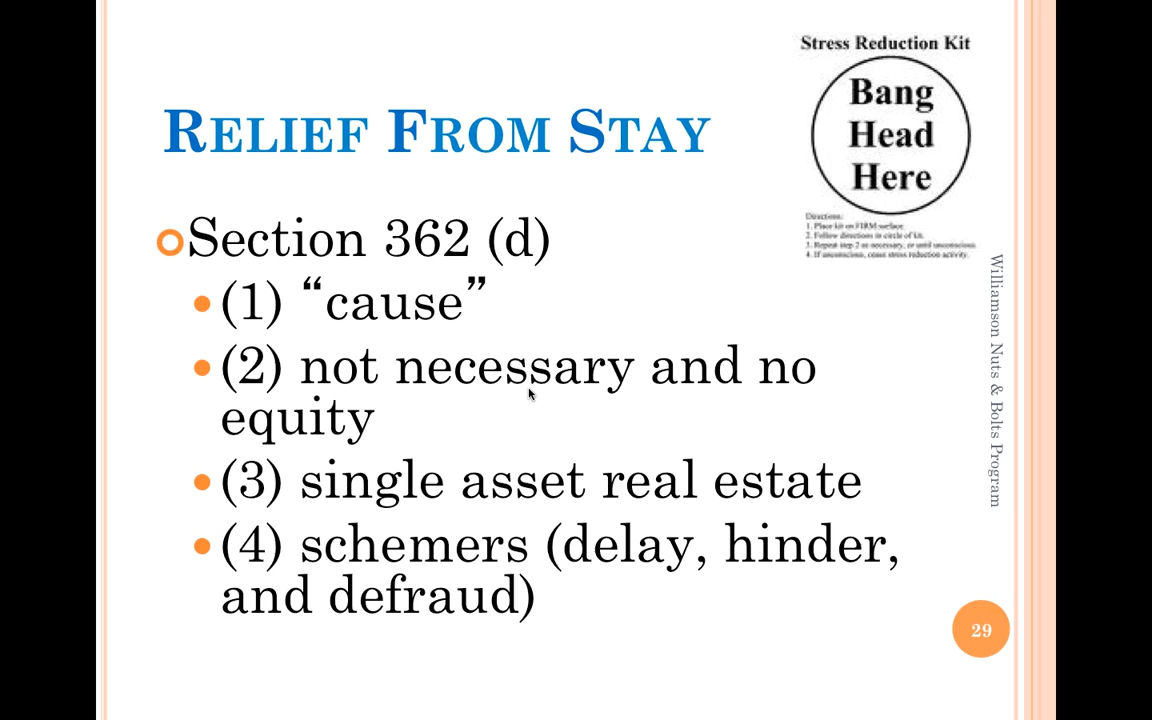 Stress Reduction Kit
Bang
Head
Here
Directions:
1. Place kit on FIRM surface.
2. Follow directions in circle of kit.
3. Repeat step 2 as necessary, or until unconscious.
4. If unconscious, cease stress reduction activity.
RELIEF FROM STAY
Section 362 (d)
(1) “cause”
(2) not necessary and no
equity
(3) single asset real estate
(4) schemers (delay, hinder,
and defraud)
Williamson Nuts & Bolts Program
29